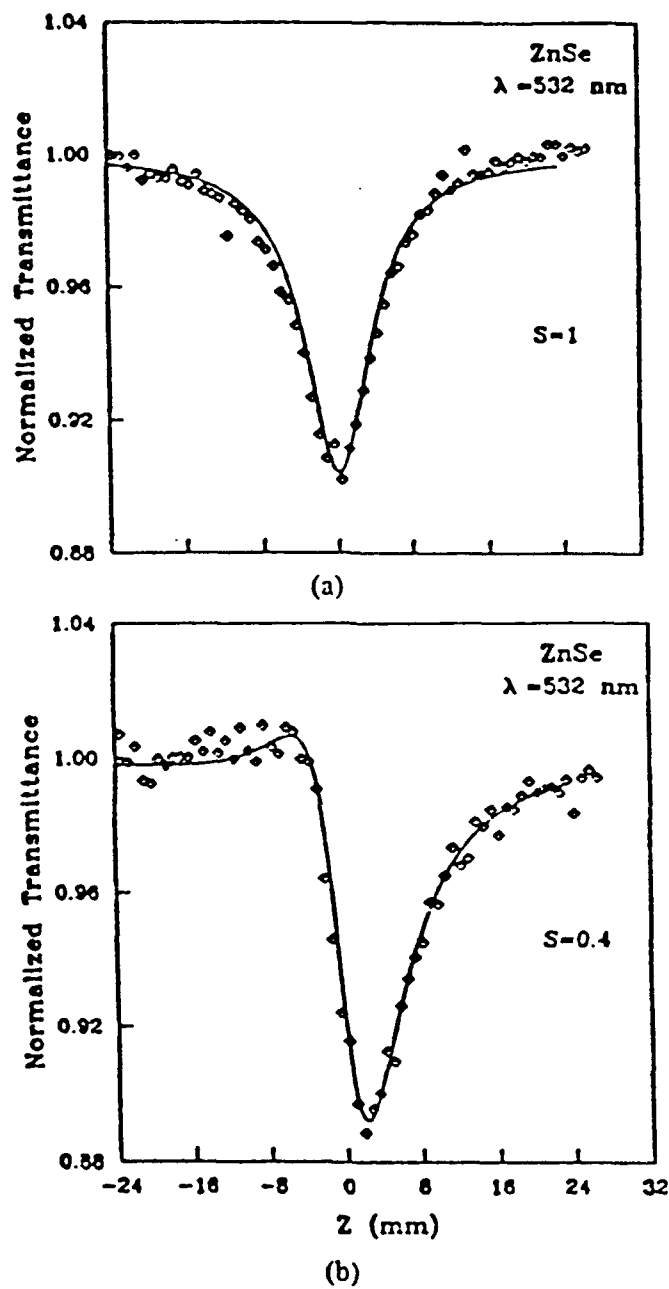 1.04
ZnSe
λ =532 nm
1.00
0.96
S=1
0.92
0.88
Normalized Transmittance
(a)
1.04
ZnSe
λ =532 nm
1.00
0.96
S=0.4
0.92
0.88
Normalized Transmittance
-24 -16 -8 0 8 16 24 32
Z (mm)
(b)